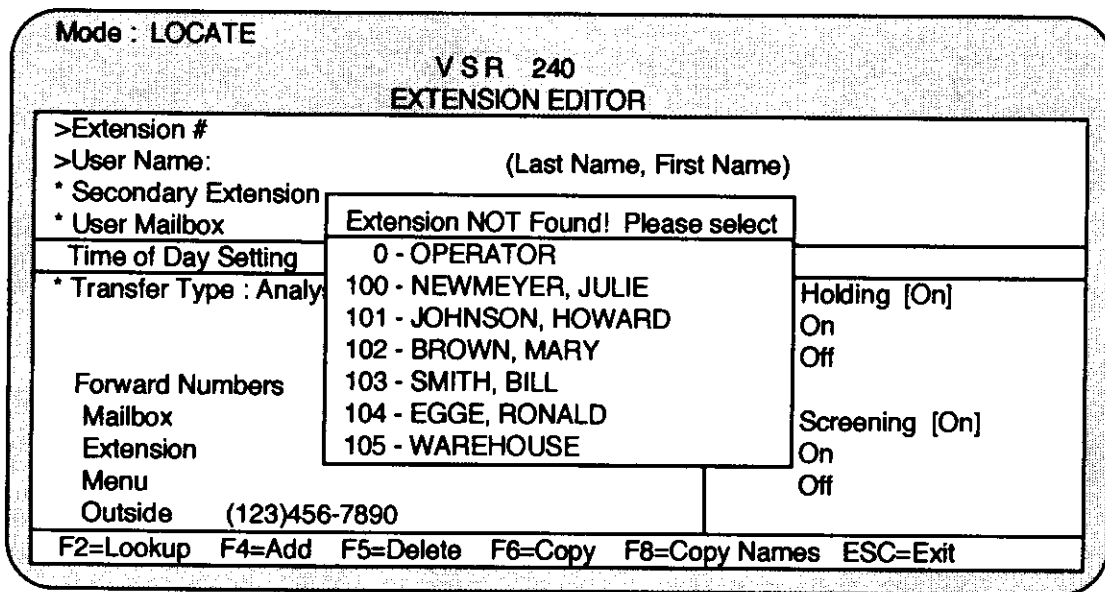 Mode : LOCATE
VSR 240
EXTENSION EDITOR
>Extension #
>User Name: (Last Name, First Name)
* Secondary Extension
* User Mailbox
Time of Day Setting
* Transfer Type : Analy
Forward Numbers
Mailbox
Extension
Menu
Outside (123)456-7890
Extension NOT Found! Please select
0 - OPERATOR
100 - NEWMEYER, JULIE
101 - JOHNSON, HOWARD
102 - BROWN, MARY
103 - SMITH, BILL
104 - EGGE, RONALD
105 - WAREHOUSE
Holding [On]
On
Off
Screening [On]
On
Off
F2=Lookup F4=Add F5=Delete F6=Copy F8=Copy Names ESC=Exit